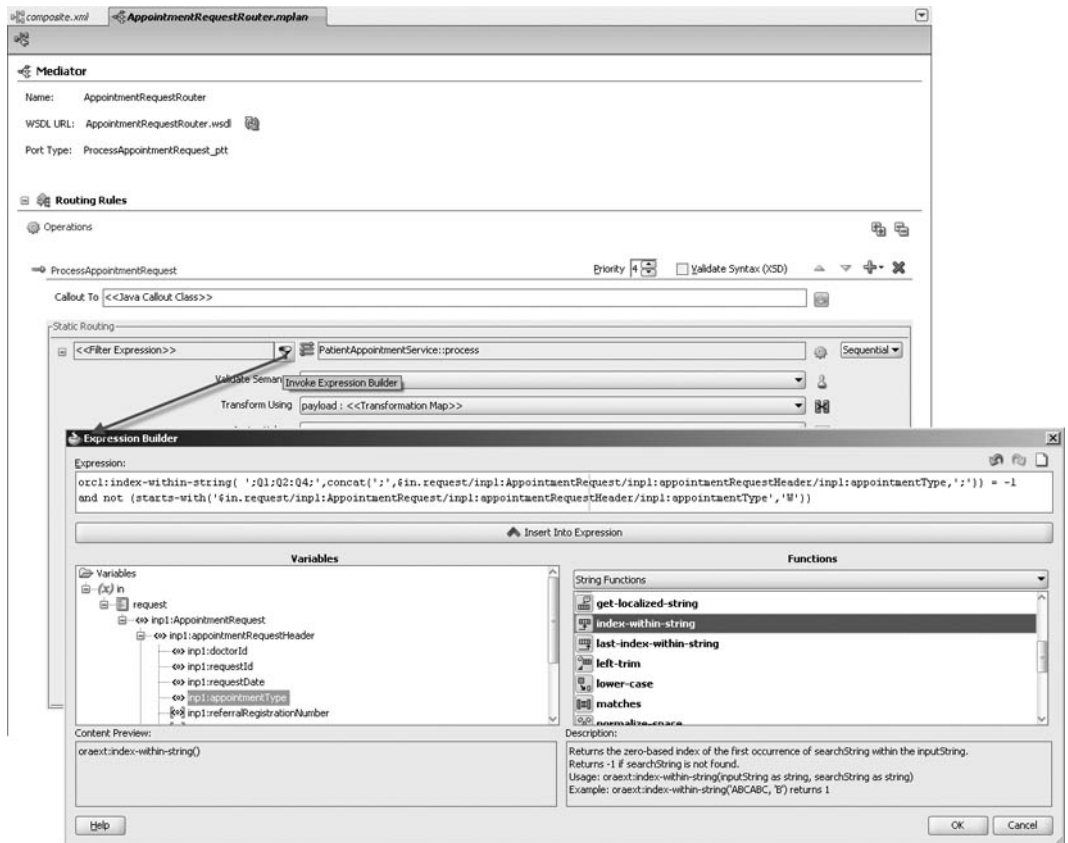 composite.xml AppointmentRequestRouter.mplan
Mediator
Name: AppointmentRequestRouter
WSDL URL: AppointmentRequestRouter.wsdl
Port Type: ProcessAppointmentRequest_ptt
Routing Rules
Operations
ProcessAppointmentRequest Priority 4 Validate Syntax (XSD)
Callout To <<Java Callout Class>>
Static Routing
<<Filter Expression>> PatientAppointmentService::process Sequential
Validate Seman Invoke Expression Builder
Transform Using payload : <<Transformation Map>>
Expression Builder
Expression:
orcl:index-within-string( ';Q1;Q2:Q4;',concat(';',$in.request/inp1:AppointmentRequest/inp1:appointmentRequestHeader/inp1:appointmentType,';')) = -1
and not (starts-with('$in.request/inp1:AppointmentRequest/inp1:appointmentRequestHeader/inp1:appointmentType','W'))
Insert Into Expression
Variables Functions
Variables String Functions
(x) in
request get-localized-string
inp1:AppointmentRequest index-within-string
inp1:appointmentRequestHeader last-index-within-string
inp1:doctorId left-trim
inp1:requestId lower-case
inp1:requestDate matches
inp1:appointmentType normalize-space
inp1:referralRegistrationNumber
Content Preview: Description:
oraext:index-within-string() Returns the zero-based index of the first occurrence of searchString within the inputString.
Returns -1 if searchString is not found.
Usage: oraext:index-within-string(inputString as string, searchString as string)
Example: oraext:index-within-string('ABCABC, 'B') returns 1
Help OK Cancel